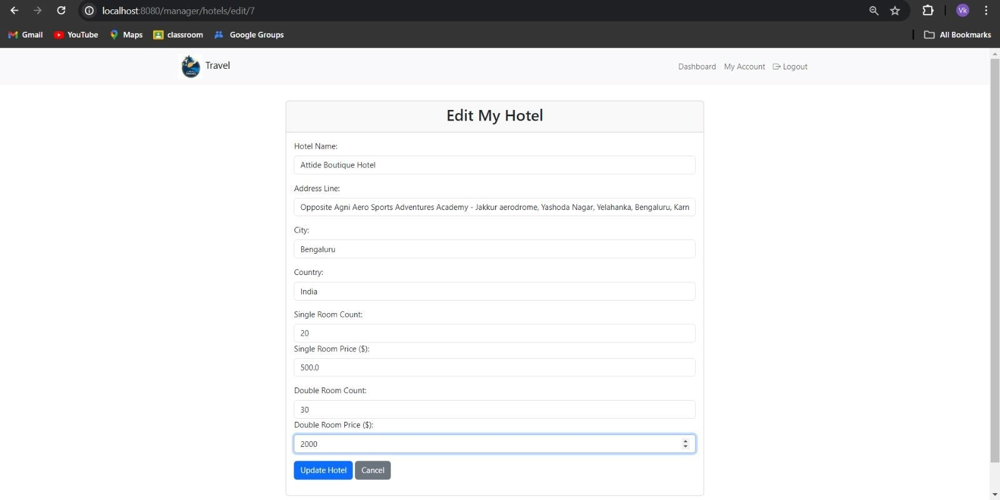 localhost:8080/manager/hotels/edit/7
Vk
Gmail YouTube Maps classroom Google Groups All Bookmarks
Travel Dashboard My Account Logout
Edit My Hotel
Hotel Name:
Attide Boutique Hotel
Address Line:
Opposite Agni Aero Sports Adventures Academy - Jakkur aerodrome, Yashoda Nagar, Yelahanka, Bengaluru, Karn
City:
Bengaluru
Country:
India
Single Room Count:
20
Single Room Price ($):
500.0
Double Room Count:
30
Double Room Price ($):
2000
Update Hotel Cancel